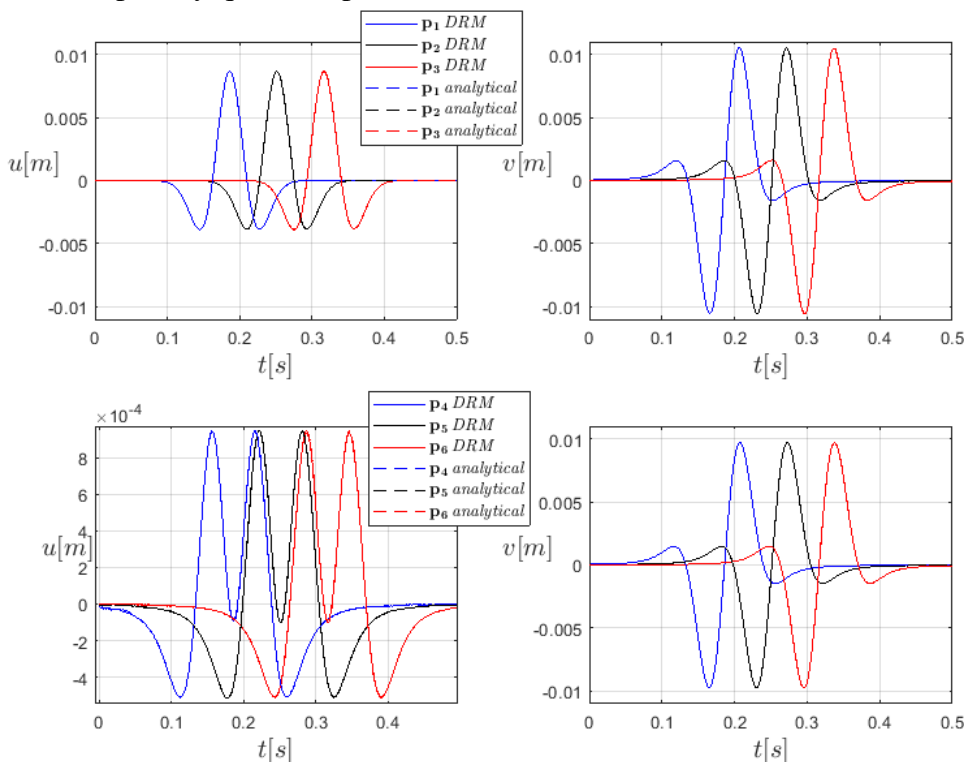 p₁ DRM
p₂ DRM
p₃ DRM
p₁ analytical
p₂ analytical
p₃ analytical
0.01
0.005
0
-0.005
-0.01
u[m]
0 0.1 0.2 0.3 0.4 0.5
t[s]
0.01
0.005
0
-0.005
-0.01
v[m]
0 0.1 0.2 0.3 0.4 0.5
t[s]
p₄ DRM
p₅ DRM
p₆ DRM
p₄ analytical
p₅ analytical
p₆ analytical
×10⁻⁴
8
6
4
2
0
-2
-4
u[m]
0 0.1 0.2 0.3 0.4
t[s]
0.01
0.005
0
-0.005
-0.01
v[m]
0 0.1 0.2 0.3 0.4 0.5
t[s]